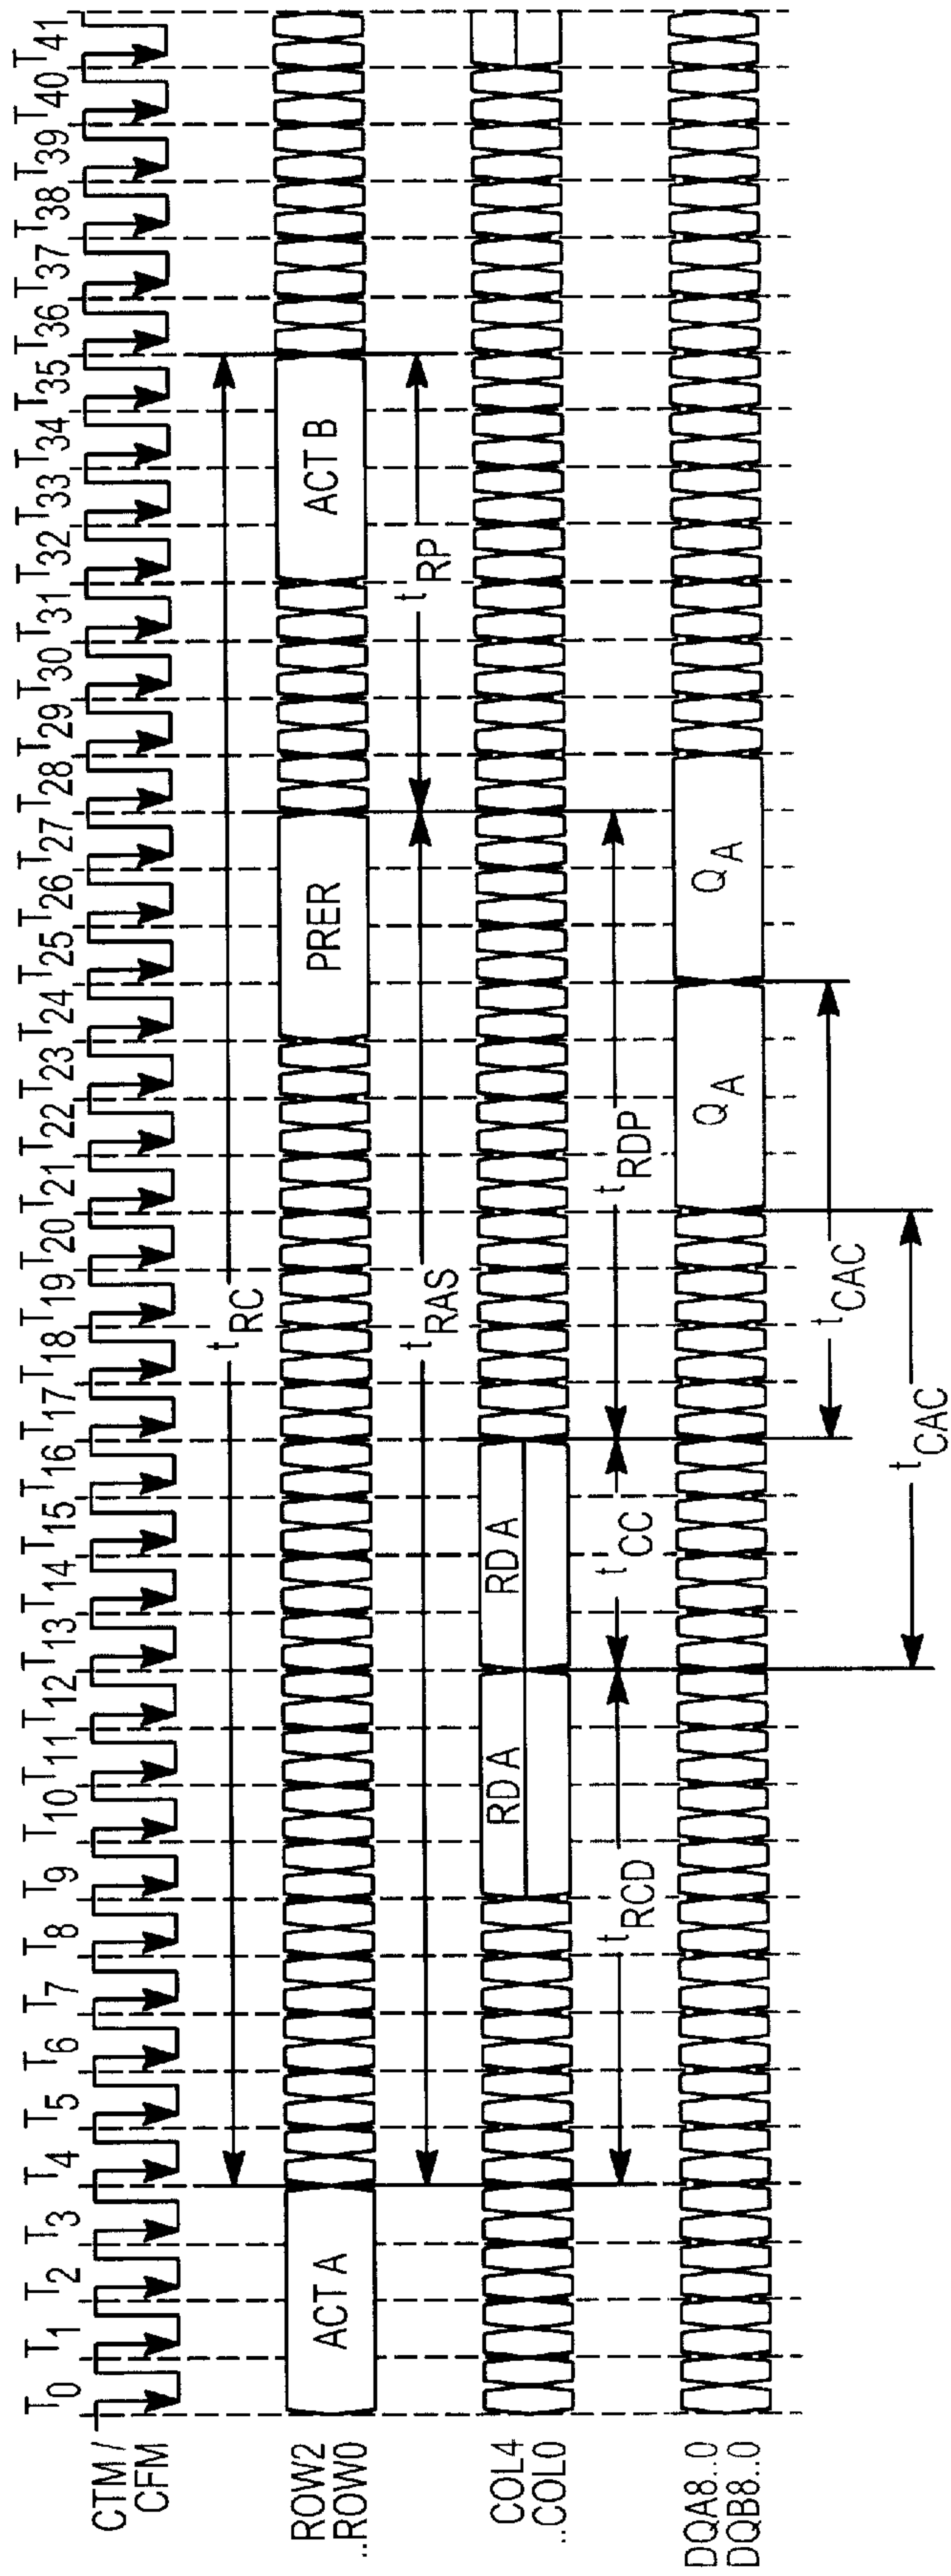 T0 T1 T2 T3 T4 T5 T6 T7 T8 T9 T10 T11 T12 T13 T14 T15 T16 T17 T18 T19 T20 T21 T22 T23 T24 T25 T26 T27 T28 T29 T30 T31 T32 T33 T34 T35 T36 T37 T38 T39 T40 T41
CTM /
CFM
tRC
ROW2
..ROW0
ACT A PRER ACT B
tRAS tRP
COL4
..COL0
RD A RD A
tRCD tCC tRDP
DQA8..0
DQB8..0
QA QA
tCAC
tCAC